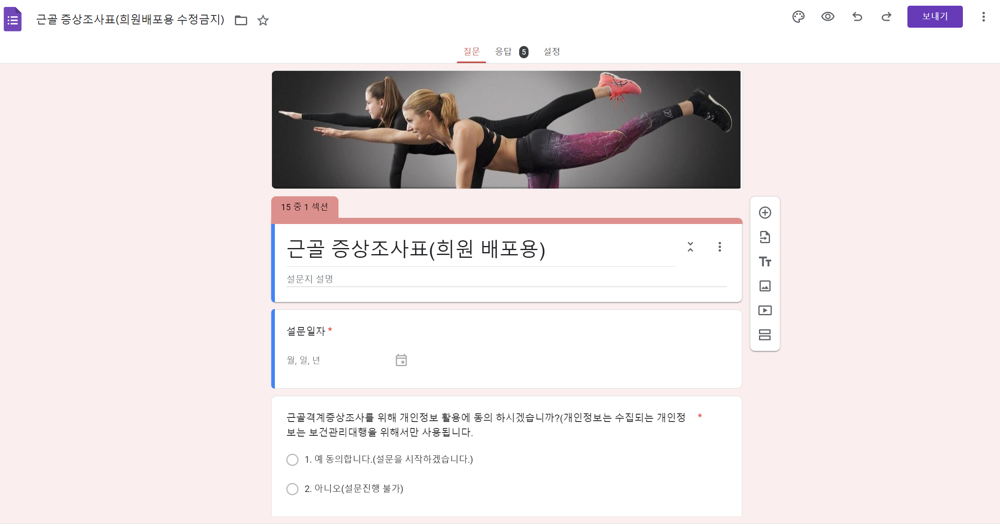 근골 증상조사표(희원배포용 수정금지)
보내기
질문 응답 5 설정
15 중 1 섹션
근골 증상조사표(희원 배포용)
설문지 설명
설문일자 *
월, 일, 년
근골격계증상조사를 위해 개인정보 활용에 동의 하시겠습니까?(개인정보는 수집되는 개인정 *
보는 보건관리대행을 위해서만 사용됩니다.
1. 예 동의합니다.(설문을 시작하겠습니다.)
2. 아니오(설문진행 불가)